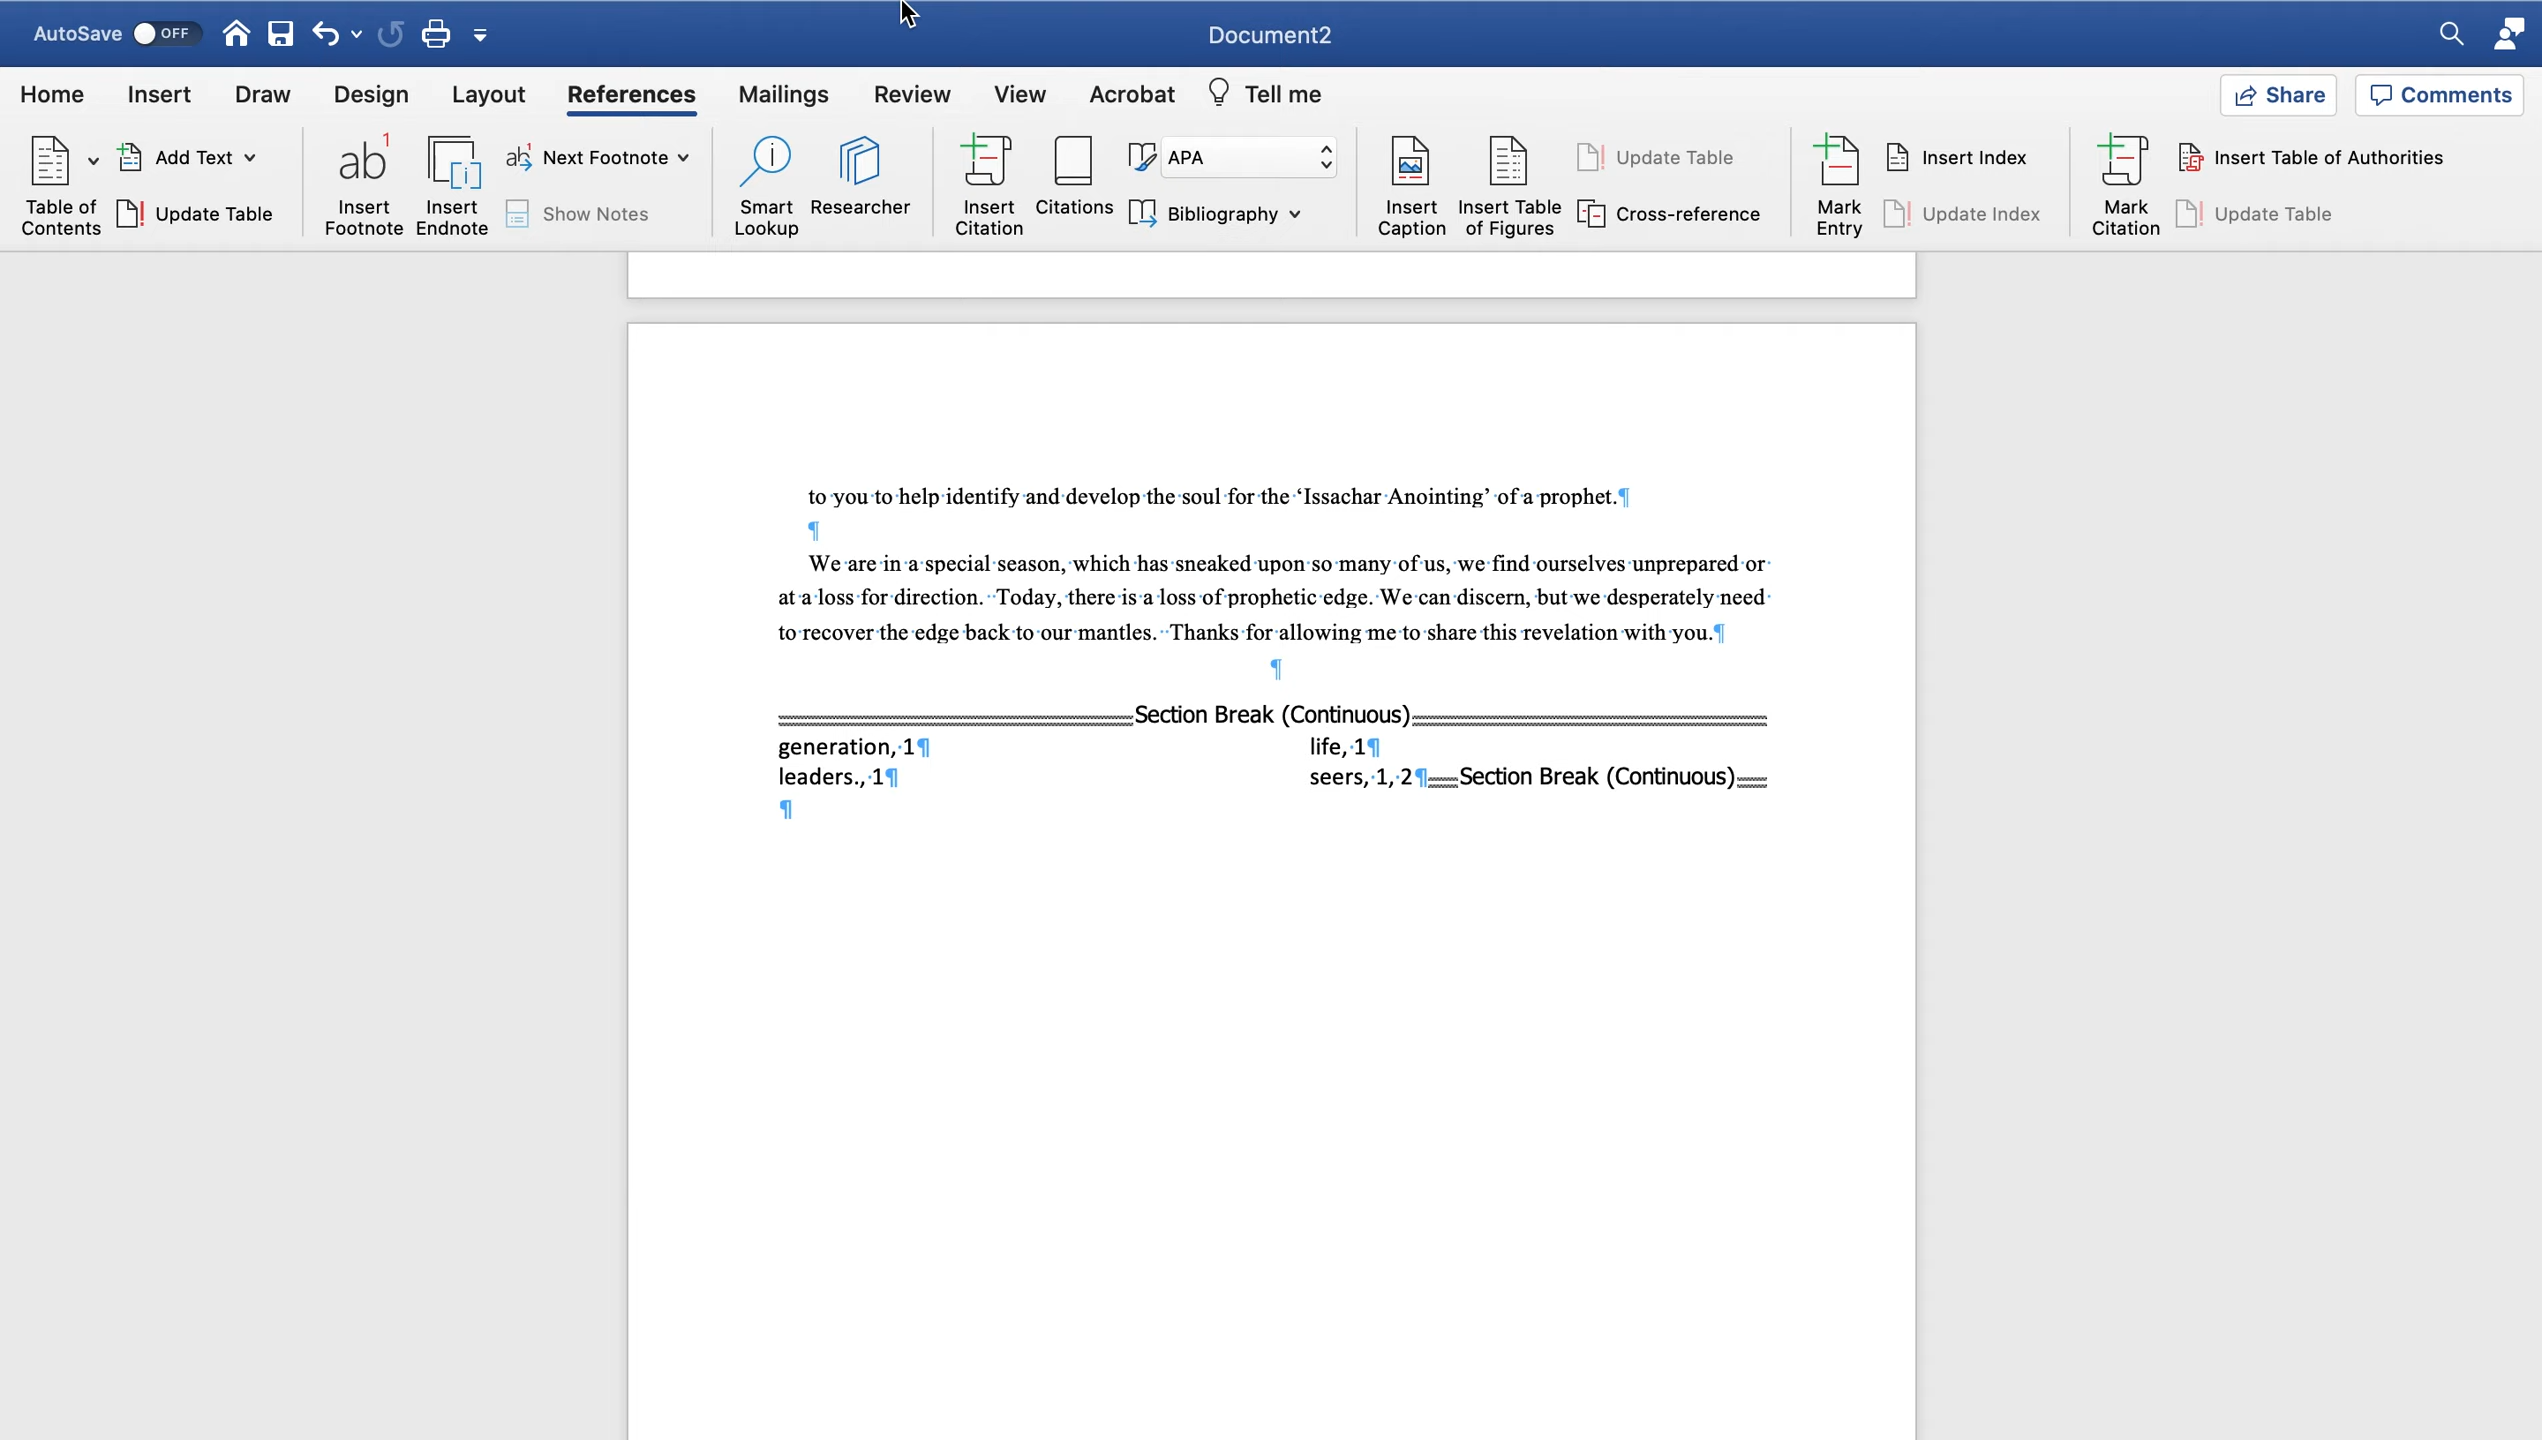 AutoSave OFF Document2
Home Insert Draw Design Layout References Mailings Review View Acrobat Tell me Share Comments
Table of Contents
Add Text
Update Table
ab1 Insert Footnote
[i] Insert Endnote
ab1 Next Footnote
Show Notes
Smart Lookup
Researcher
Insert Citation
Citations
APA
Bibliography
Insert Caption
Insert Table of Figures
Update Table
Cross-reference
Mark Entry
Insert Index
Update Index
Mark Citation
Insert Table of Authorities
Update Table
to·you·to·help·identify·and·develop·the·soul·for·the·‘Issachar·Anointing’·of·a·prophet.¶
¶
We·are·in·a·special·season,·which·has·sneaked·upon·so·many·of·us,·we·find·ourselves·unprepared·or·
at·a·loss·for·direction.··Today,·there·is·a·loss·of·prophetic·edge.·We·can·discern,·but·we·desperately·need·
to·recover·the·edge·back·to·our·mantles.··Thanks·for·allowing·me·to·share·this·revelation·with·you.¶
¶
Section Break (Continuous)
generation,·1¶
leaders.,·1¶
life,·1¶
seers,·1,·2¶ Section Break (Continuous)
¶